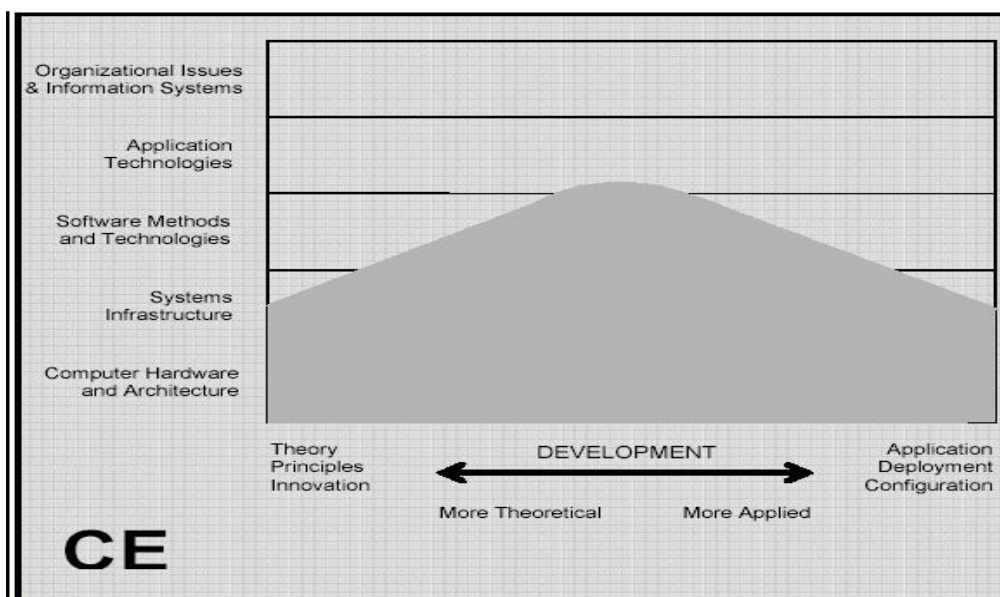 Organizational Issues
& Information Systems
Application
Technologies
Software Methods
and Technologies
Systems
Infrastructure
Computer Hardware
and Architecture
Theory
Principles
Innovation
DEVELOPMENT
Application
Deployment
Configuration
More Theoretical
More Applied
CE